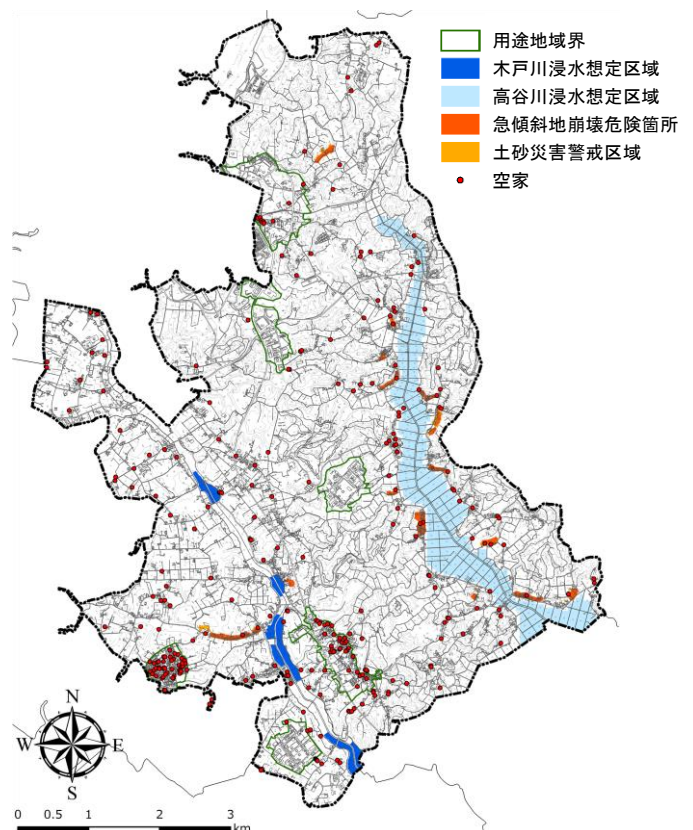 用途地域界
木戸川浸水想定区域
高谷川浸水想定区域
急傾斜地崩壊危険箇所
土砂災害警戒区域
空家
N
W E
S
0 0.5 1 2 3
km